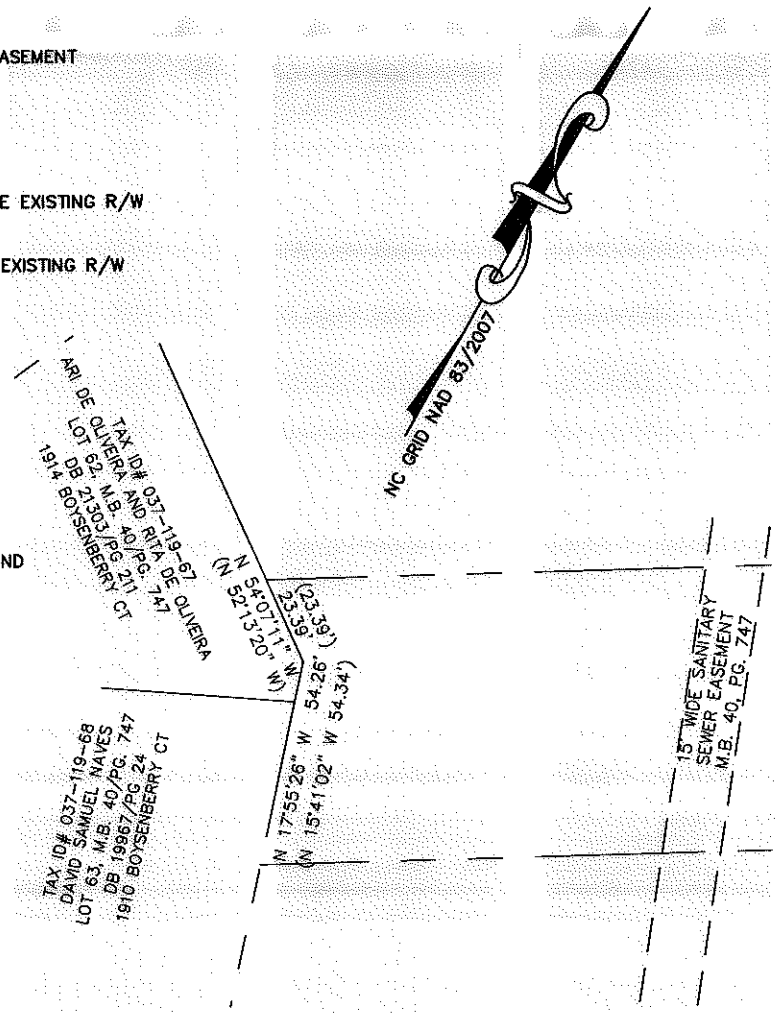 ASEMENT
E EXISTING R/W
EXISTING R/W
NC GRID NAD 83/2007
TAX ID# 037-119-67
ARI DE OLIVEIRA AND RITA DE OLIVEIRA
LOT 62, M.B. 40/PG. 747
DB 21303/PG 211
1914 BOYSENBERRY CT
ND
N 54°07'11" W
(N 52°13'20" W)
(23.39')
23.39'
N 17°55'26" W 54.26'
(N 15°41'02" W 54.34')
15' WIDE SANITARY
SEWER EASEMENT
M.B. 40, PG. 747
TAX ID# 037-119-68
DAVID SAMUEL NAVES
LOT 63, M.B. 40/PG. 747
DB 19967/PG 24
1910 BOYSENBERRY CT